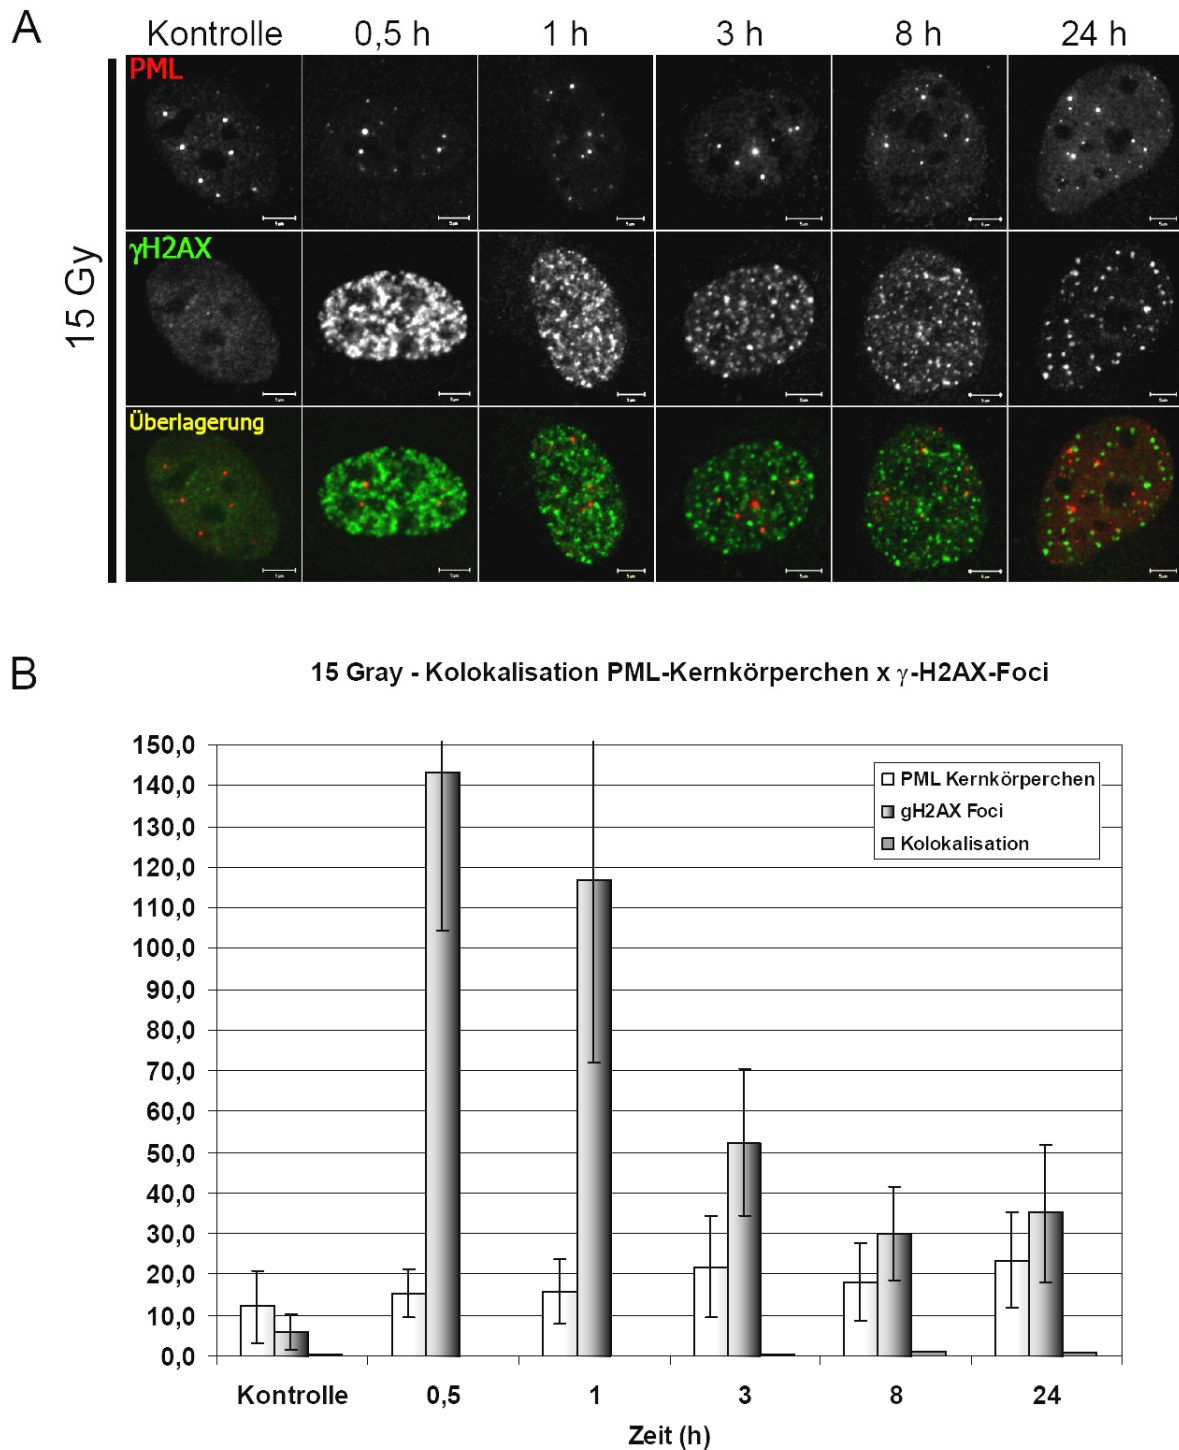 A
Kontrolle 0,5 h 1 h 3 h 8 h 24 h
15 Gy
PML
γH2AX
Überlagerung
B
15 Gray - Kolokalisation PML-Kernkörperchen x γ-H2AX-Foci
150,0
140,0
130,0
120,0
110,0
100,0
90,0
80,0
70,0
60,0
50,0
40,0
30,0
20,0
10,0
0,0
PML Kernkörperchen
gH2AX Foci
Kolokalisation
Kontrolle 0,5 1 3 8 24
Zeit (h)